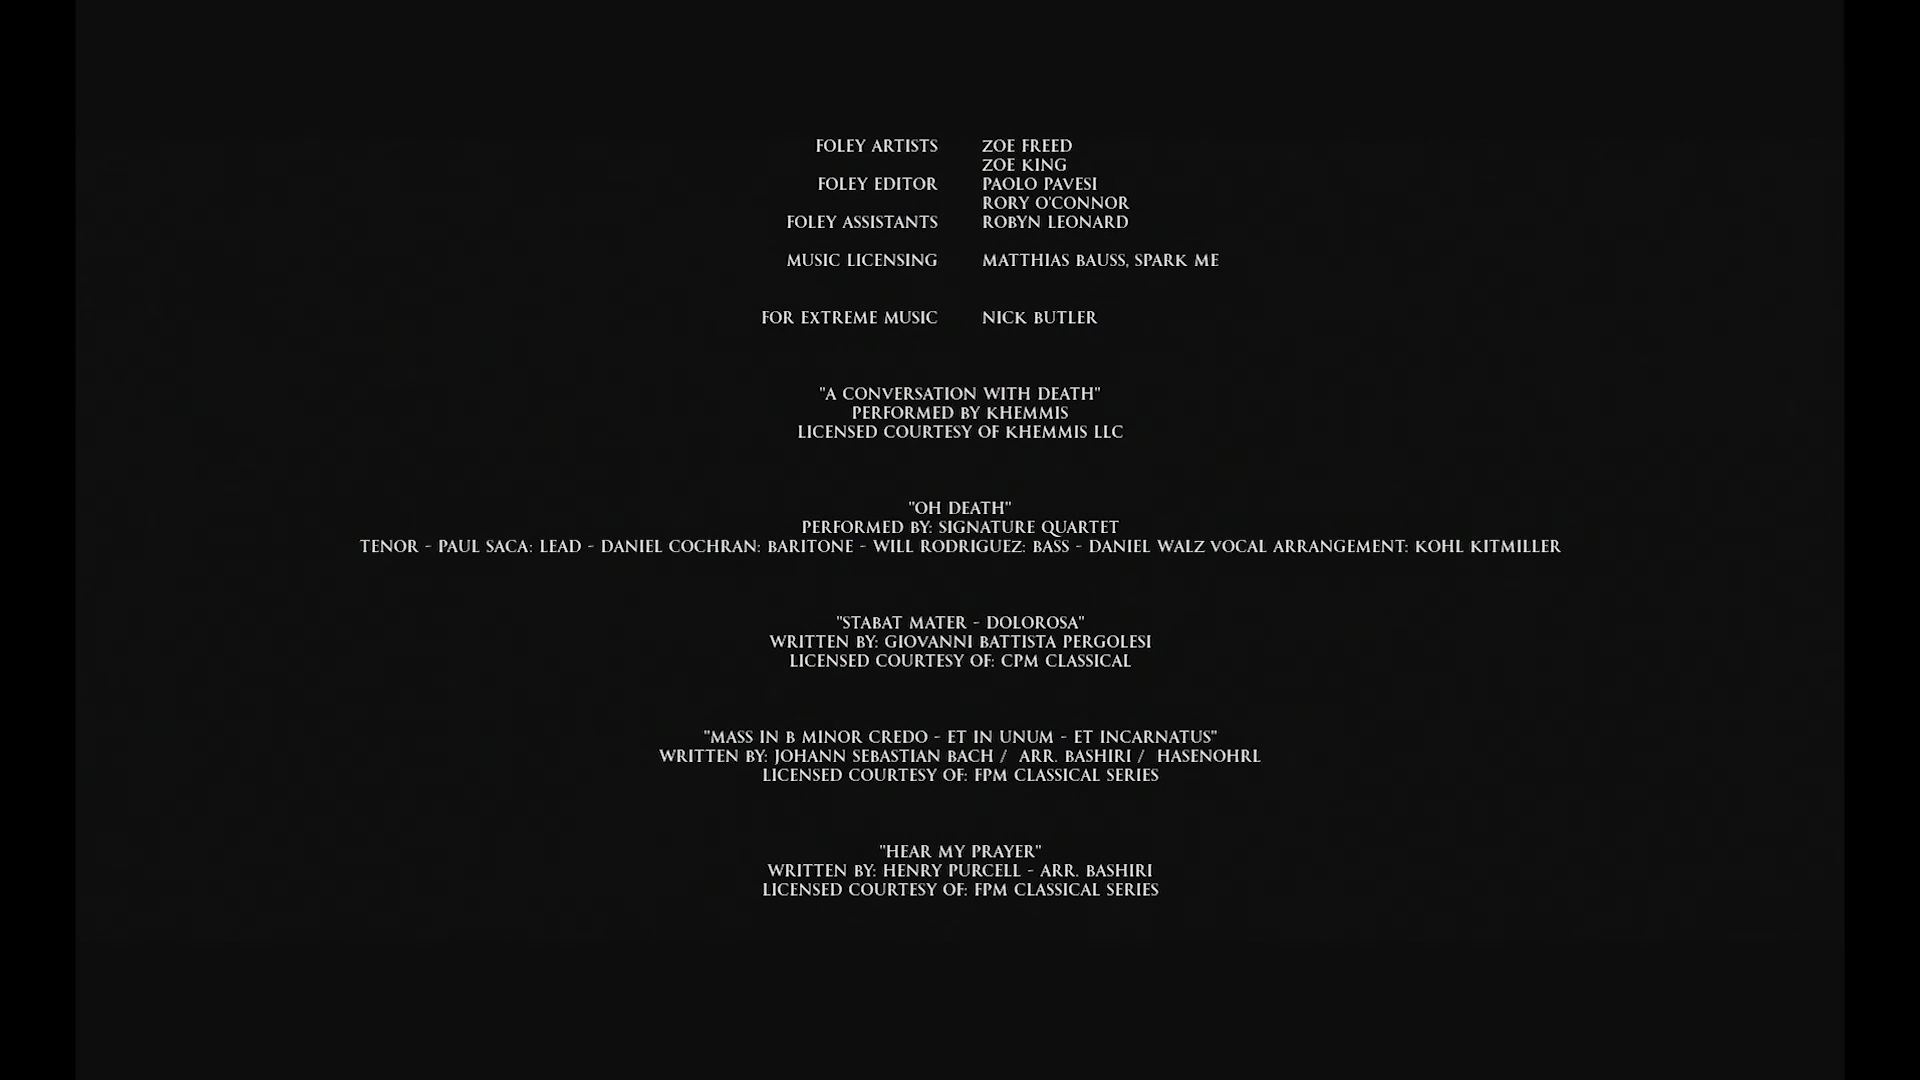 FOLEY ARTISTS ZOE FREED
ZOE KING
FOLEY EDITOR PAOLO PAVESI
RORY O'CONNOR
FOLEY ASSISTANTS ROBYN LEONARD
MUSIC LICENSING MATTHIAS BAUSS, SPARK ME
FOR EXTREME MUSIC NICK BUTLER
"A CONVERSATION WITH DEATH"
PERFORMED BY KHEMMIS
LICENSED COURTESY OF KHEMMIS LLC
"OH DEATH"
PERFORMED BY: SIGNATURE QUARTET
TENOR - PAUL SACA: LEAD - DANIEL COCHRAN: BARITONE - WILL RODRIGUEZ: BASS - DANIEL WALZ VOCAL ARRANGEMENT: KOHL KITMILLER
"STABAT MATER - DOLOROSA"
WRITTEN BY: GIOVANNI BATTISTA PERGOLESI
LICENSED COURTESY OF: CPM CLASSICAL
"MASS IN B MINOR CREDO - ET IN UNUM - ET INCARNATUS"
WRITTEN BY: JOHANN SEBASTIAN BACH / ARR. BASHIRI / HASENOHRL
LICENSED COURTESY OF: FPM CLASSICAL SERIES
"HEAR MY PRAYER"
WRITTEN BY: HENRY PURCELL - ARR. BASHIRI
LICENSED COURTESY OF: FPM CLASSICAL SERIES